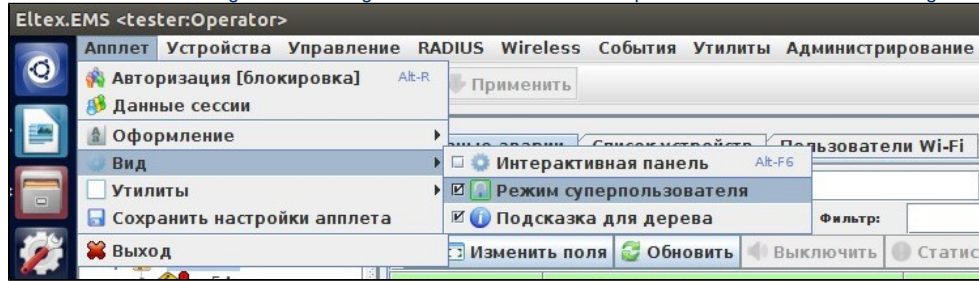 Eltex.EMS <tester:Operator>
Апплет Устройства Управление RADIUS Wireless События Утилиты Администрирование
Авторизация [блокировка] Alt-R Применить
Данные сессии
Оформление
Вид Список устройств Пользователи Wi-Fi
Интерактивная панель Alt-F6
Утилиты Режим суперпользователя
Сохранить настройки апплета Подсказка для дерева Фильтр:
Выход Изменить поля Обновить Выключить